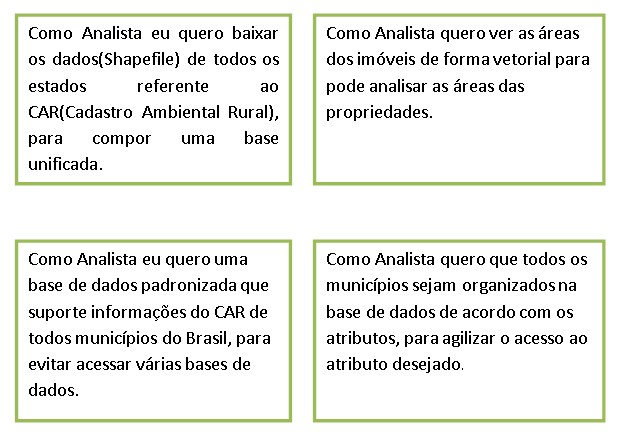 Como Analista eu quero baixar
os dados(Shapefile) de todos os
estados referente ao
CAR(Cadastro Ambiental Rural),
para compor uma base
unificada.
Como Analista quero ver as áreas
dos imóveis de forma vetorial para
pode analisar as áreas das
propriedades.
Como Analista eu quero uma
base de dados padronizada que
suporte informações do CAR de
todos municípios do Brasil, para
evitar acessar várias bases de
dados.
Como Analista quero que todos os
municípios sejam organizados na
base de dados de acordo com os
atributos, para agilizar o acesso ao
atributo desejado.